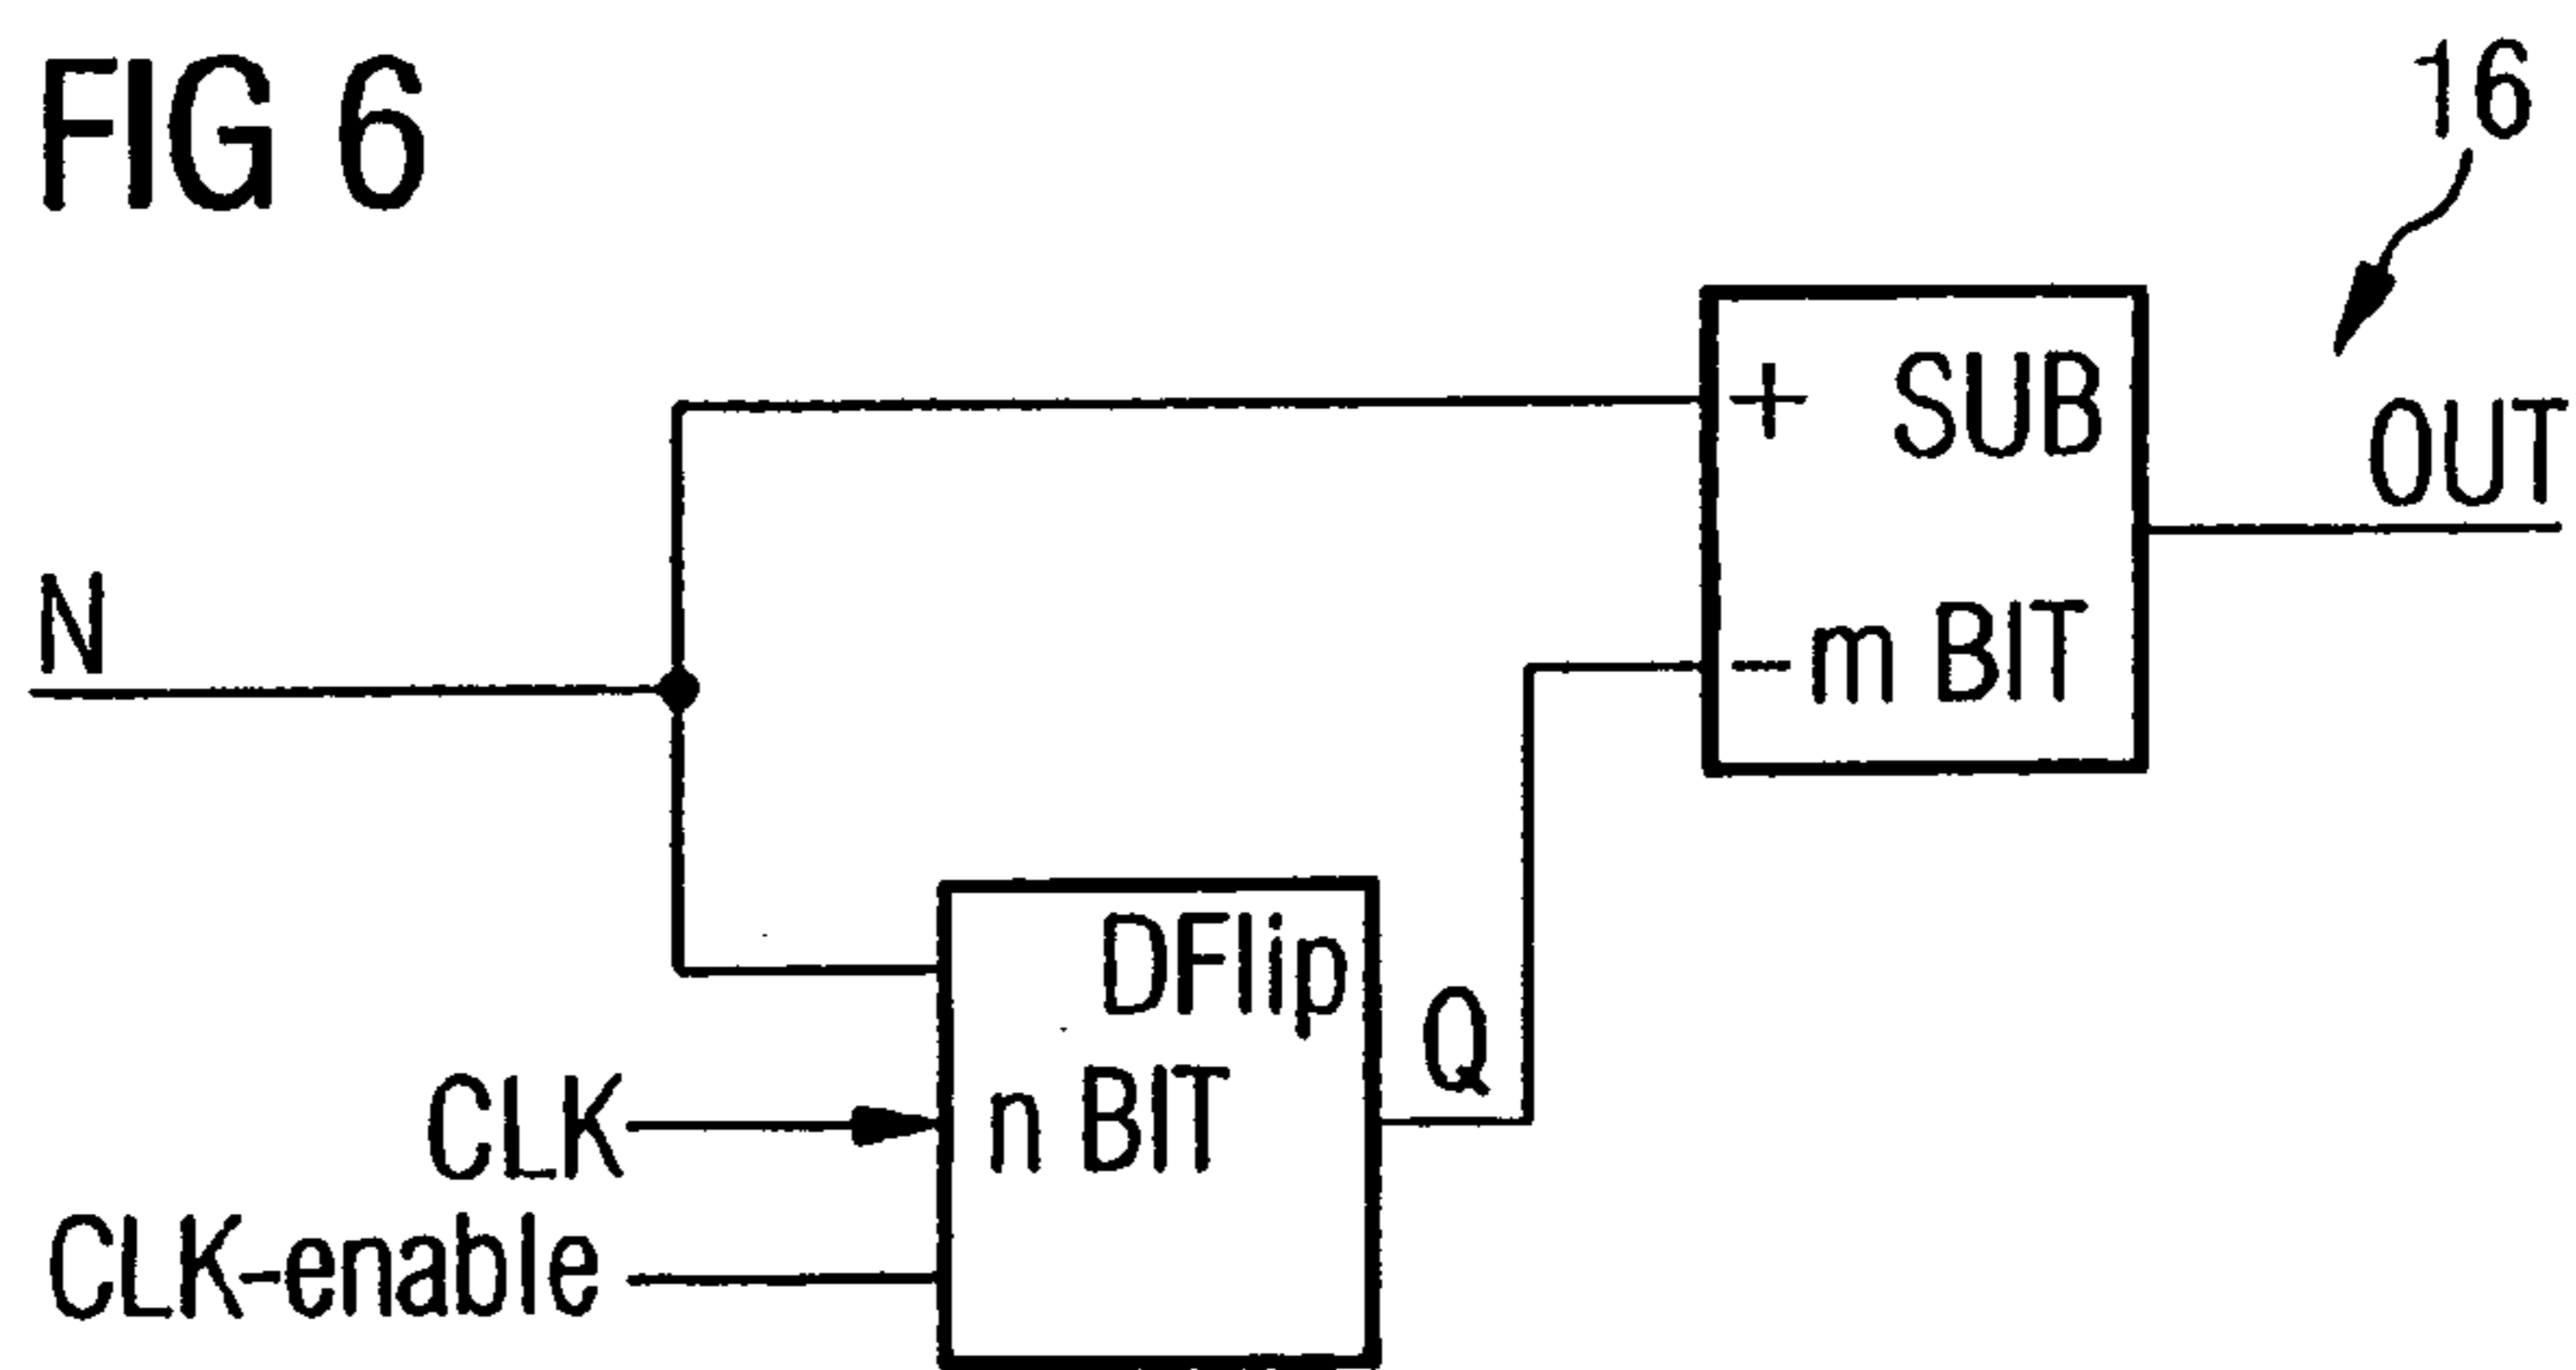 FIG 6
16
+ SUB
OUT
N
- m BIT
DFlip
Q
n BIT
CLK
CLK-enable